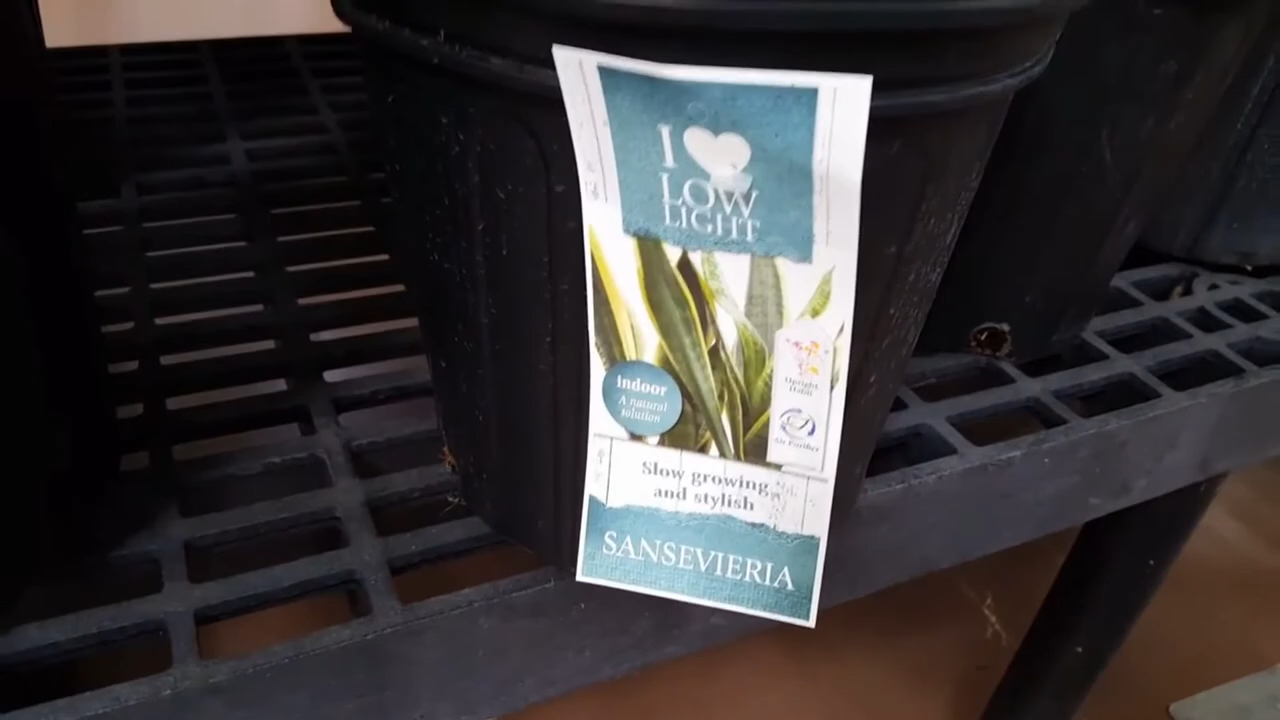 I
LOW
LIGHT
indoor
A natural
solution
Upright
Habit
Air Purifier
Slow growing
and stylish
SANSEVIERIA